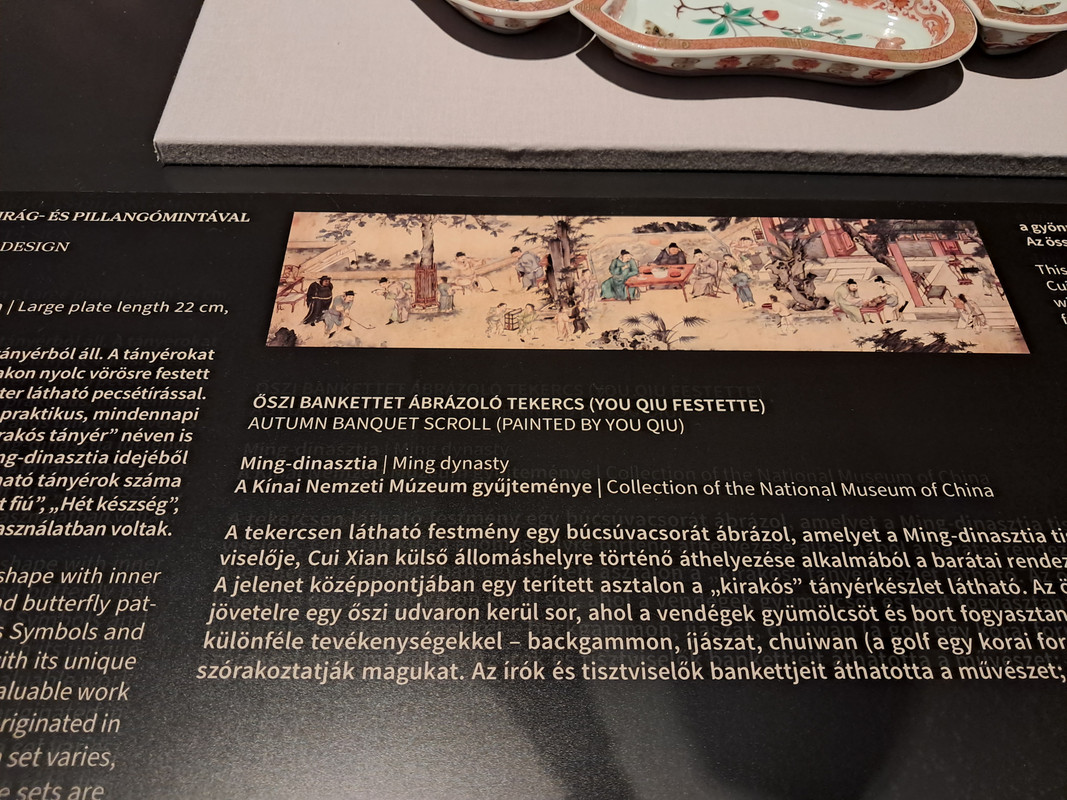 IRÁG- ÉS PILLANGÓMINTÁVAL
DESIGN
| Large plate length 22 cm,
tányérból áll. A tányérokat
akon nyolc vörösre festett
ter látható pecsétírással.
praktikus, mindennapi
rakós tányér” néven is
ng-dinasztia idejéből
ható tányérok száma
t fiú”, „Hét készség”,
asználatban voltak.
shape with inner
nd butterfly pat-
s Symbols and
with its unique
aluable work
riginated in
set varies,
e sets are
ŐSZI BANKETTET ÁBRÁZOLÓ TEKERCS (YOU QIU FESTETTE)
AUTUMN BANQUET SCROLL (PAINTED BY YOU QIU)
Ming-dinasztia | Ming dynasty
A Kínai Nemzeti Múzeum gyűjteménye | Collection of the National Museum of China
A tekercsen látható festmény egy búcsúvacsorát ábrázol, amelyet a Ming-dinasztia tis
viselője, Cui Xian külső állomáshelyre történő áthelyezése alkalmából a barátai rendez
A jelenet középpontjában egy terített asztalon a „kirakós” tányérkészlet látható. Az ö
jövetelre egy őszi udvaron kerül sor, ahol a vendégek gyümölcsöt és bort fogyasztan
különféle tevékenységekkel – backgammon, íjászat, chuiwan (a golf egy korai for
szórakoztatják magukat. Az írók és tisztviselők bankettjeit áthatotta a művészet;
a gyön
Az öss
This
Cu
w
f